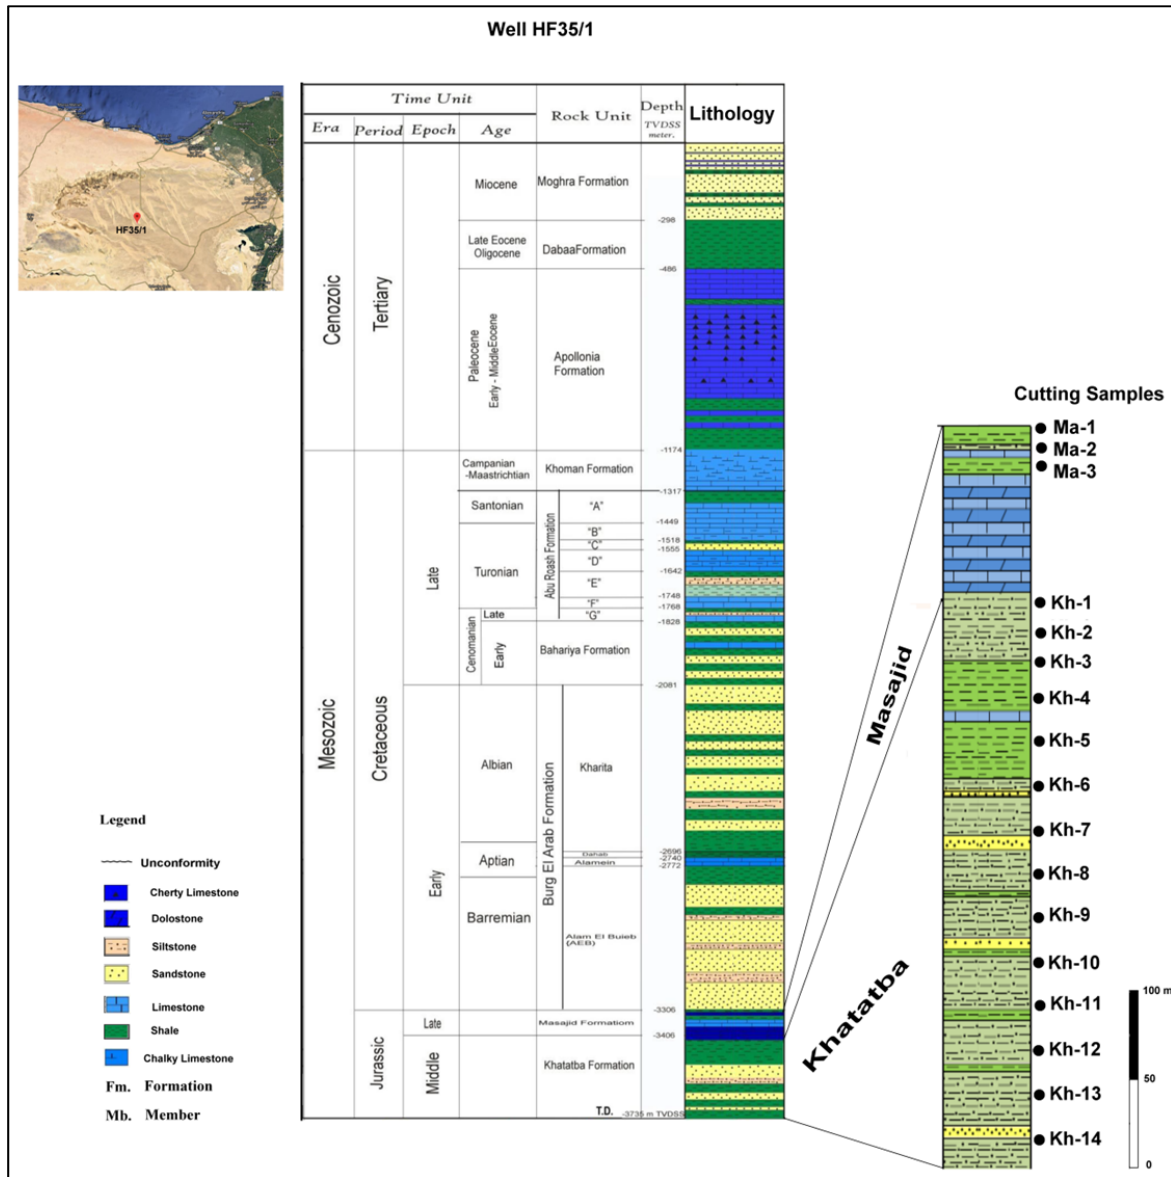 Well HF35/1
HF35/1
Time Unit
Era
Period
Epoch
Age
Rock Unit
Depth
TVDSS
meter.
Lithology
Cenozoic
Tertiary
Miocene
Moghra Formation
-298
Late Eocene
Oligocene
DabaaFormation
-486
Paleocene
Early - MiddleEocene
Apollonia
Formation
-1174
Mesozoic
Cretaceous
Late
Campanian
-Maastrichtian
Khoman Formation
-1317
Santonian
Abu Roash Formation
"A"
-1449
Turonian
"B"
-1518
"C"
-1555
"D"
-1642
"E"
-1748
"F"
-1768
Cenomanian
Late
"G"
-1828
Early
Bahariya Formation
-2081
Early
Albian
Burg El Arab Formation
Kharita
-2696
Aptian
Dahab
-2740
Alamein
-2772
Barremian
Alam El Buieb
(AEB)
-3306
Jurassic
Late
Masajid Formatiom
-3406
Middle
Khatatba Formation
T.D.
-3735 m TVDSS
Legend
Unconformity
Cherty Limestone
Dolostone
Siltstone
Sandstone
Limestone
Shale
Chalky Limestone
Fm. Formation
Mb. Member
Masajid
Khatatba
Cutting Samples
Ma-1
Ma-2
Ma-3
Kh-1
Kh-2
Kh-3
Kh-4
Kh-5
Kh-6
Kh-7
Kh-8
Kh-9
Kh-10
Kh-11
Kh-12
Kh-13
Kh-14
100 m
50
0